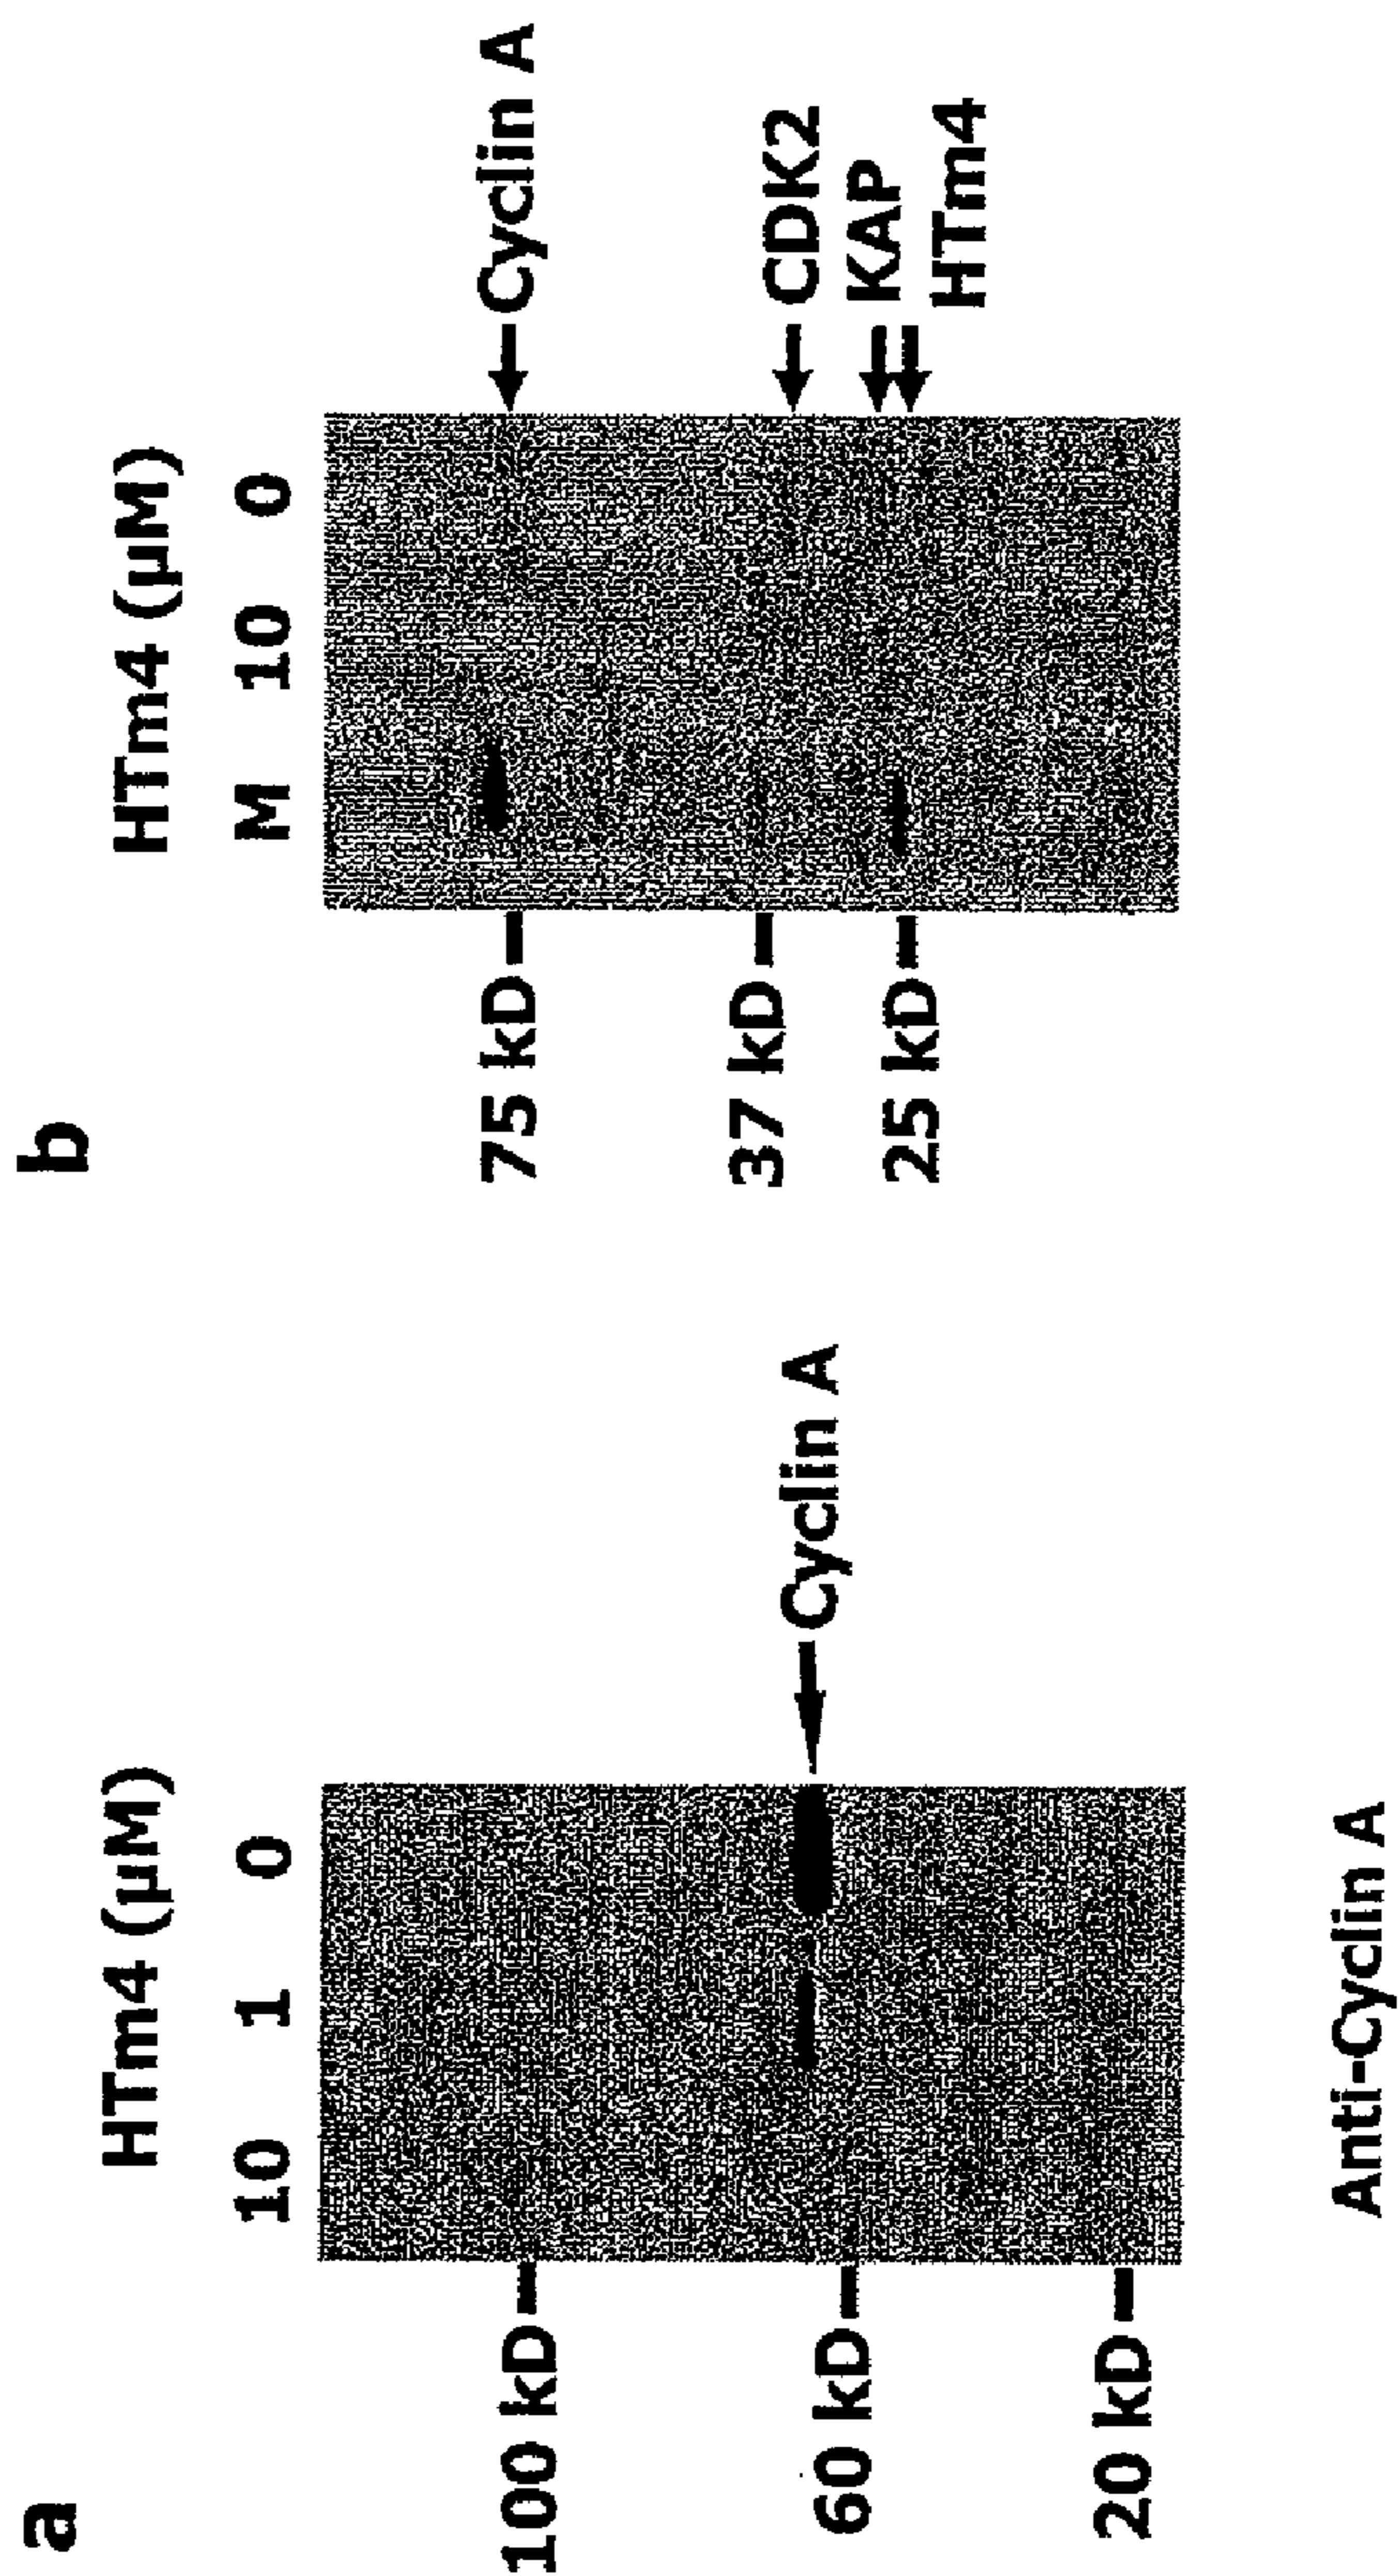 a
HTm4 (µM)
10 1 0
100 kD
60 kD
20 kD
Cyclin A
Anti-Cyclin A
b
HTm4 (µM)
M 10 0
75 kD
37 kD
25 kD
Cyclin A
CDK2
KAP
HTm4